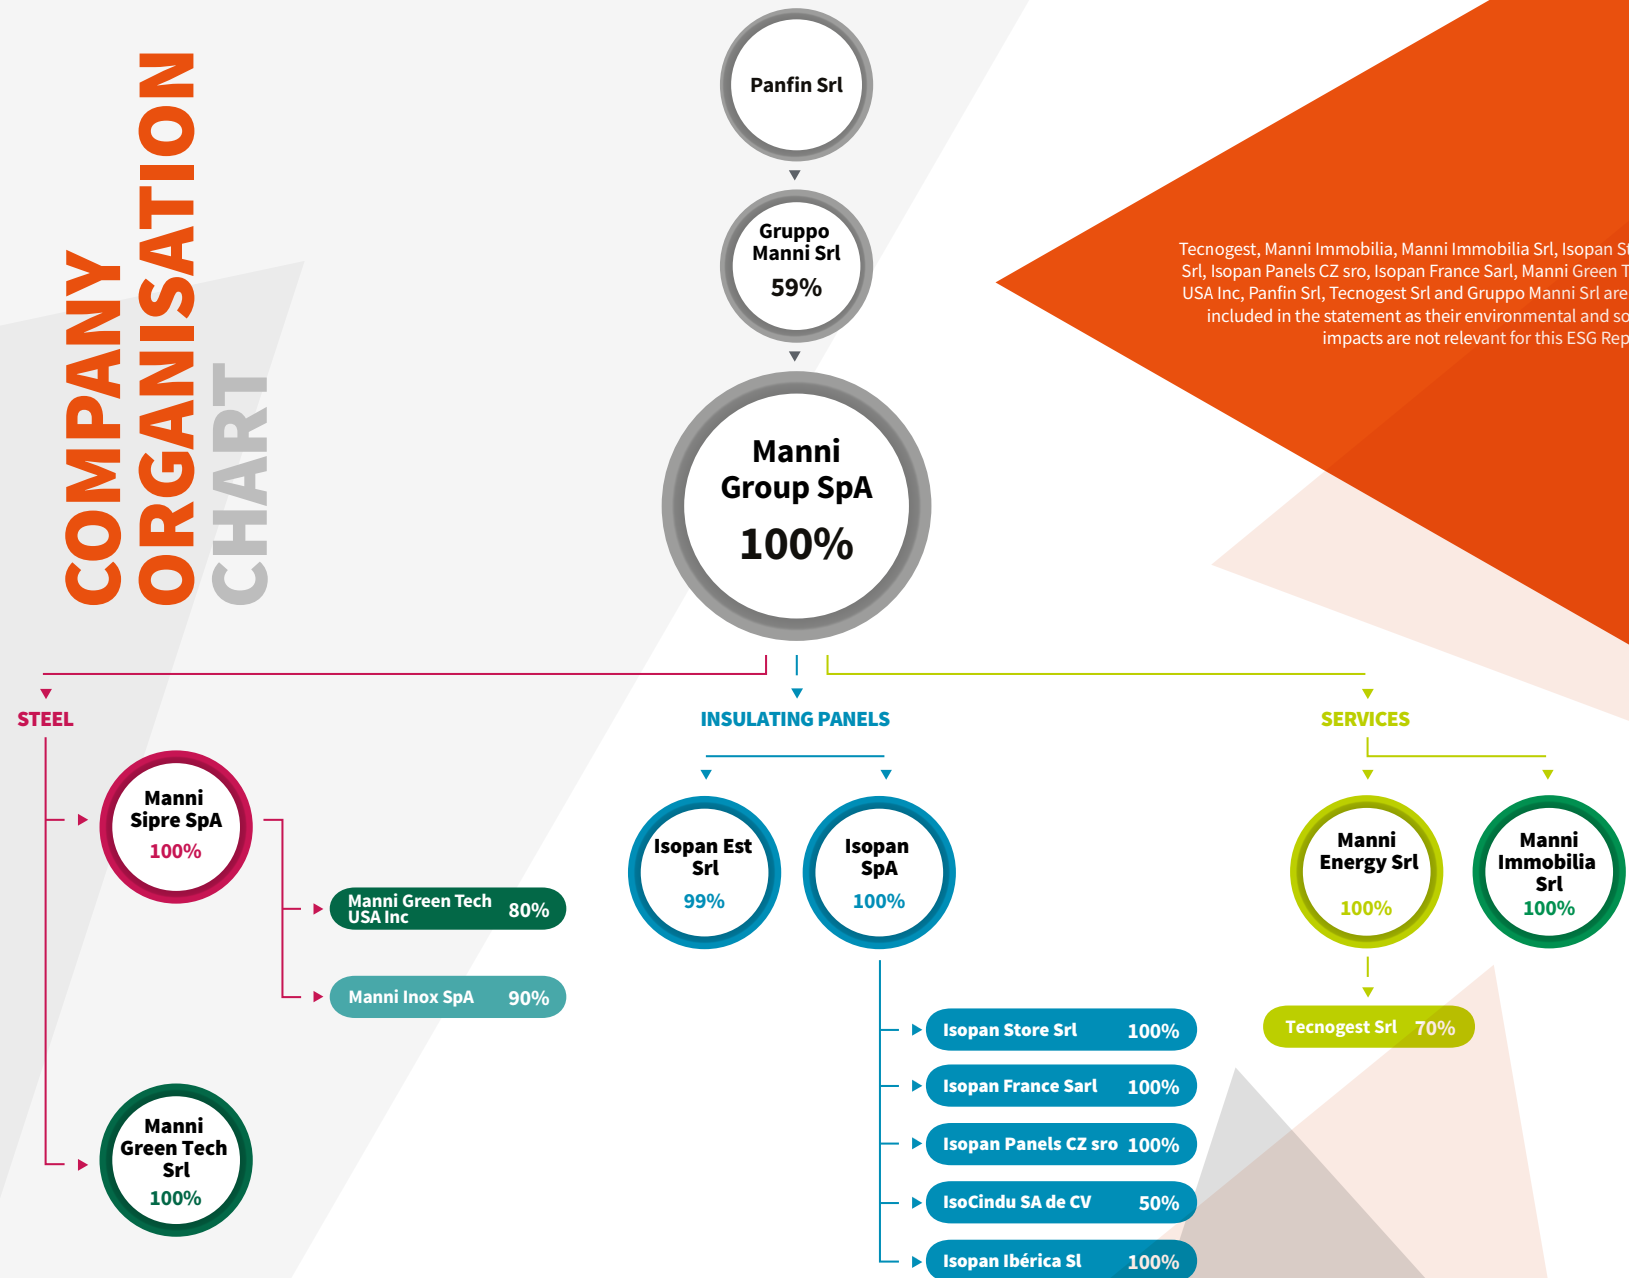 COMPANY
ORGANISATION
CHART
Panfin Srl
Gruppo
Manni Srl
59%
Manni
Group SpA
100%
Tecnogest, Manni Immobilia, Manni Immobilia Srl, Isopan
Srl, Isopan Panels CZ sro, Isopan France Sarl, Manni Green
USA Inc, Panfin Srl, Tecnogest Srl and Gruppo Manni Srl are
included in the statement as their environmental and
impacts are not relevant for this ESG
STEEL
Manni
Sipre SpA
100%
Manni Green Tech
USA Inc
80%
Manni Inox SpA 90%
Manni
Green Tech
Srl
100%
INSULATING PANELS
Isopan Est
Srl
99%
Isopan
SpA
100%
Isopan Store Srl 100%
Isopan France Sarl 100%
Isopan Panels CZ sro 100%
IsoCindu SA de CV 50%
Isopan Ibérica Sl 100%
SERVICES
Manni
Energy Srl
100%
Manni
Immobilia
Srl
100%
Tecnogest Srl 70%